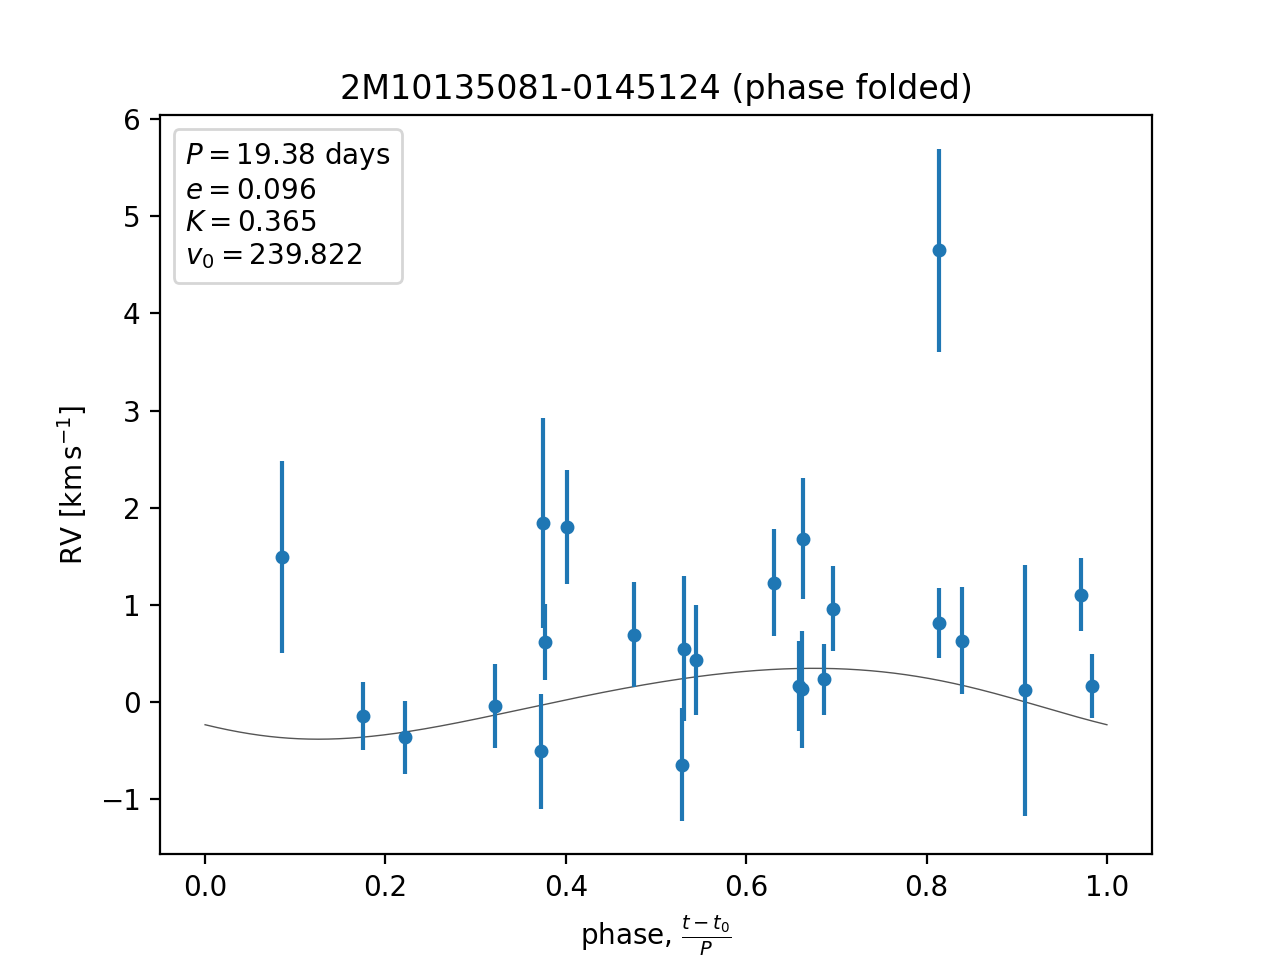 2M10135081-0145124 (phase folded)
P = 19.38 days
e = 0.096
K = 0.365
v₀ = 239.822
6
5
4
3
2
1
0
−1
RV [km s⁻¹]
0.0 0.2 0.4 0.6 0.8 1.0
phase, (t − t₀)/P